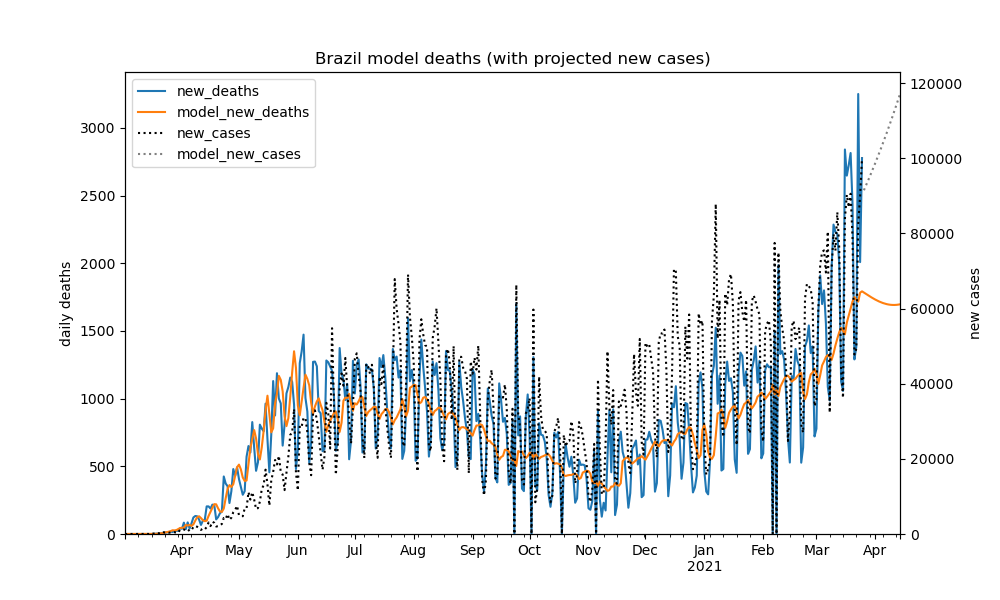 Brazil model deaths (with projected new cases)
new_deaths
model_new_deaths
new_cases
model_new_cases
daily deaths
3000
2500
2000
1500
1000
500
0
new cases
120000
100000
80000
60000
40000
20000
0
Apr May Jun Jul Aug Sep Oct Nov Dec Jan Feb Mar Apr
2021